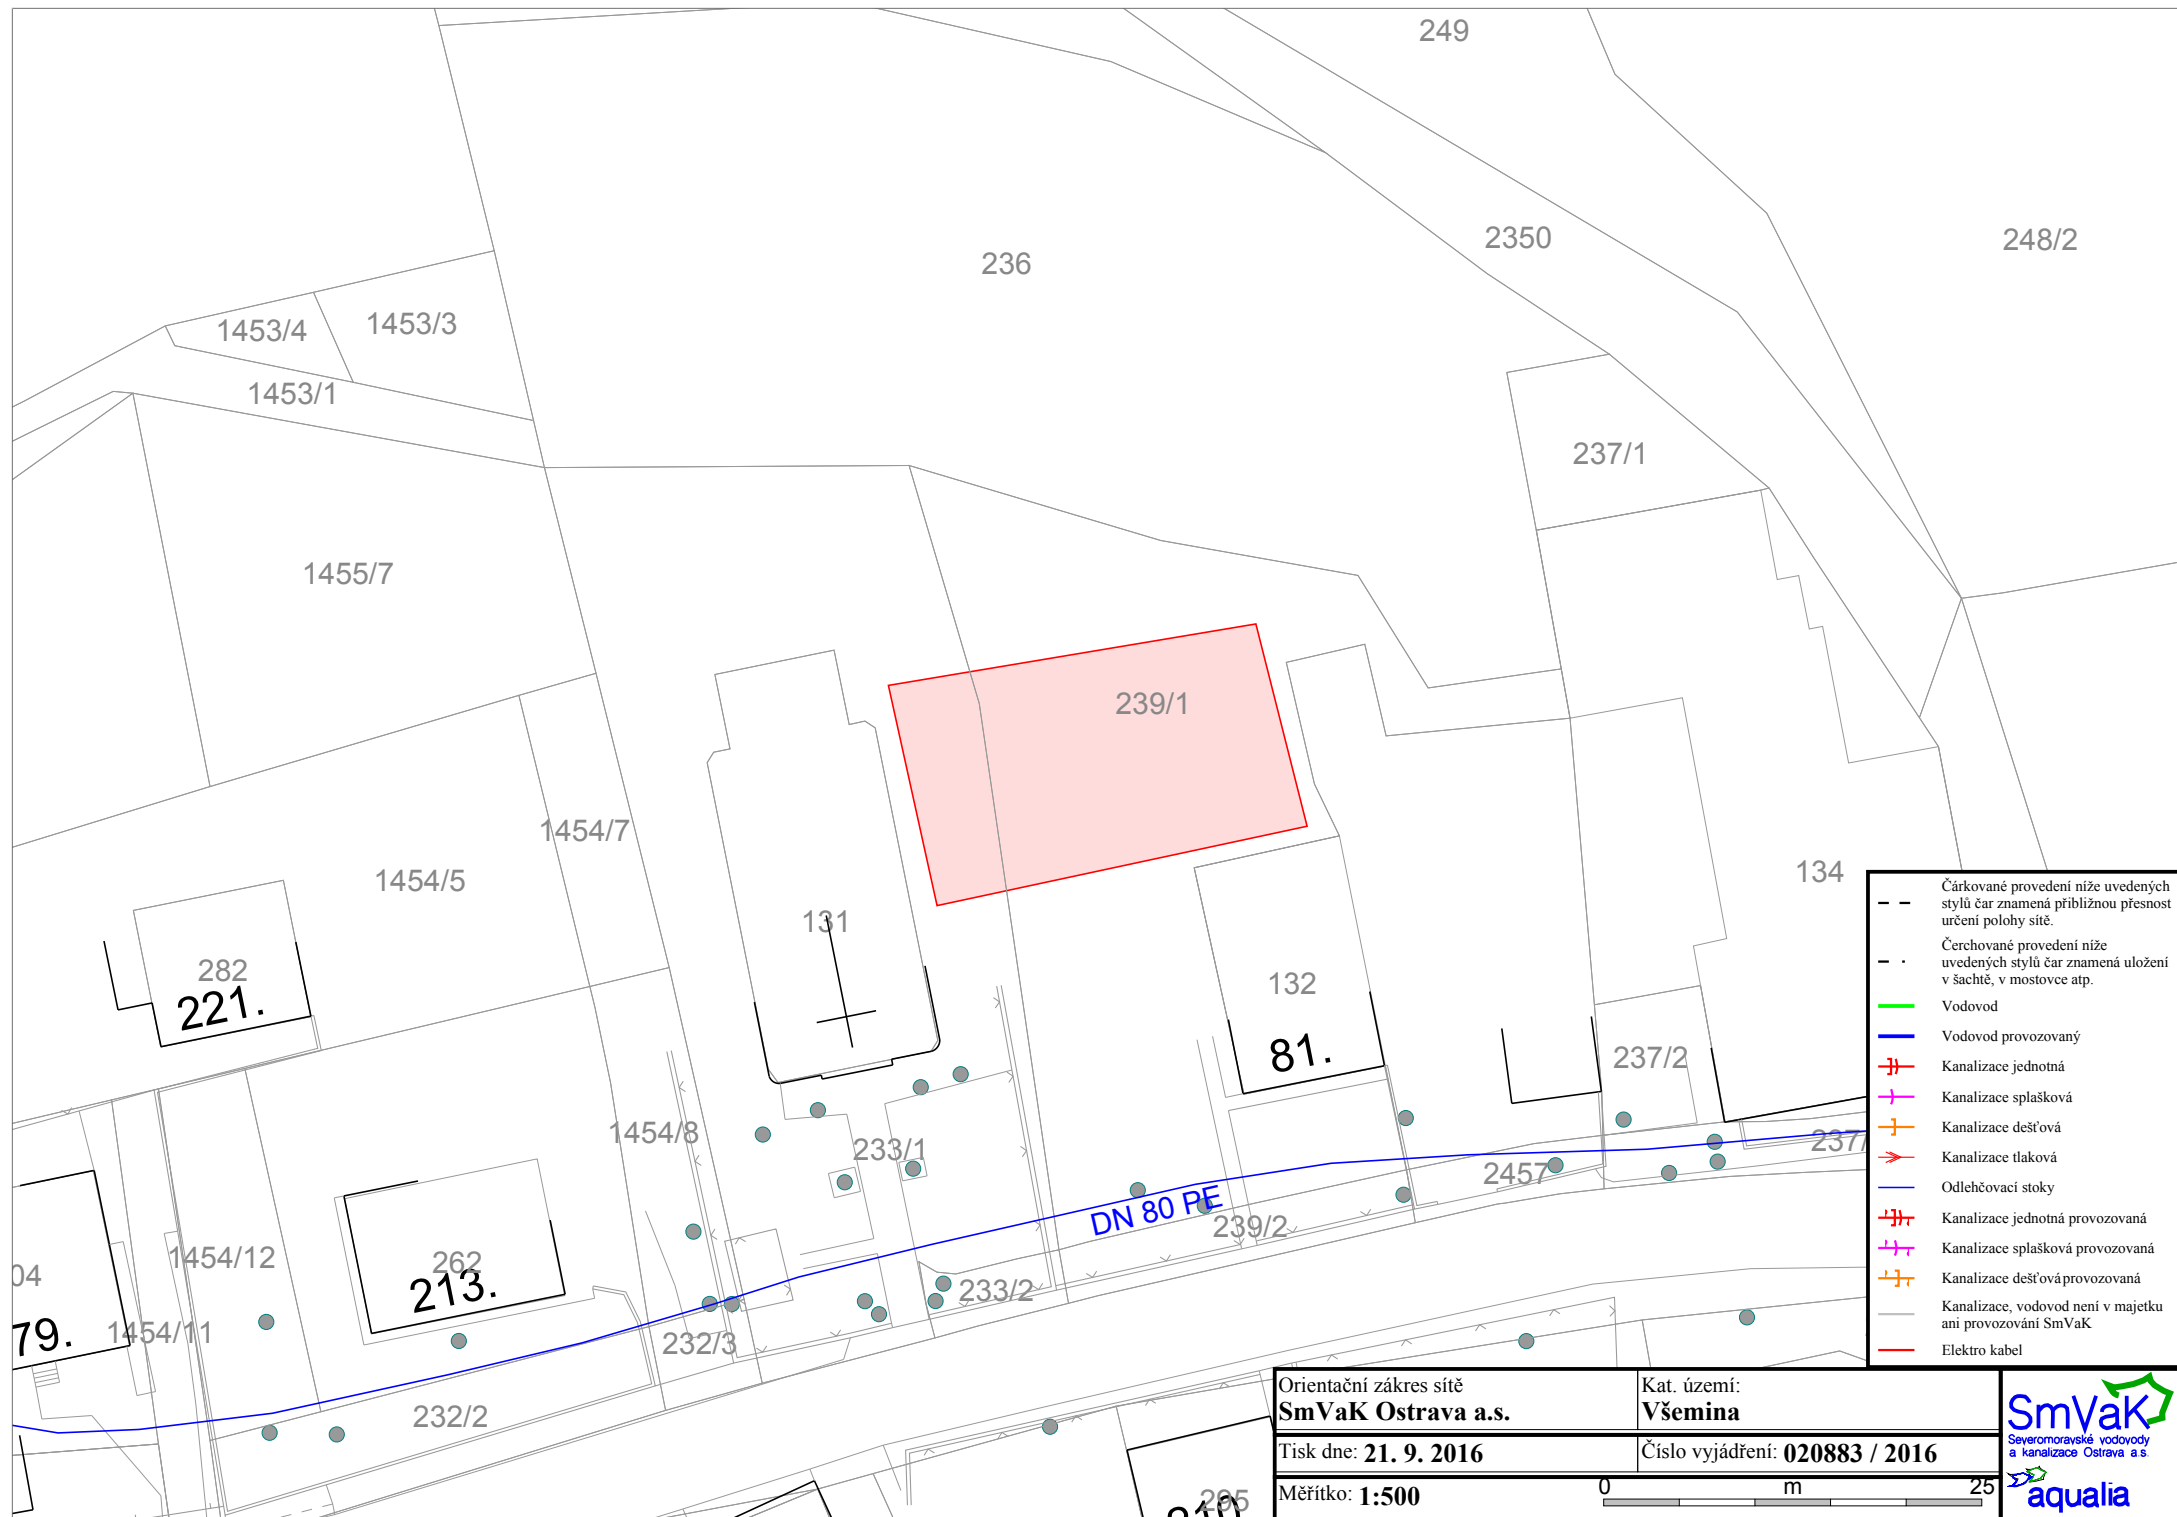 249
236
2350
248/2
1453/4
1453/3
1453/1
237/1
1455/7
239/1
1454/7
1454/5
134
131
282
221.
132
81.
237/2
1454/8
233/1
2457
237/
DN 80 PE
239/2
1454/12
262
213.
04
79.
1454/11
233/2
232/3
232/2
295
210
Čárkované provedení níže uvedených
stylů čar znamená přibližnou přesnost
určení polohy sítě.
Čerchované provedení níže
uvedených stylů čar znamená uložení
v šachtě, v mostovce atp.
Vodovod
Vodovod provozovaný
Kanalizace jednotná
Kanalizace splašková
Kanalizace dešťová
Kanalizace tlaková
Odlehčovací stoky
Kanalizace jednotná provozovaná
Kanalizace splašková provozovaná
Kanalizace dešťová provozovaná
Kanalizace, vodovod není v majetku
ani provozování SmVaK
Elektro kabel
Orientační zákres sítě
SmVaK Ostrava a.s.
Kat. území:
Všemina
Tisk dne: 21. 9. 2016
Číslo vyjádření: 020883 / 2016
Měřítko: 1:500
0 m 25
SmVaK
Severomoravské vodovody
a kanalizace Ostrava a.s.
aqualia